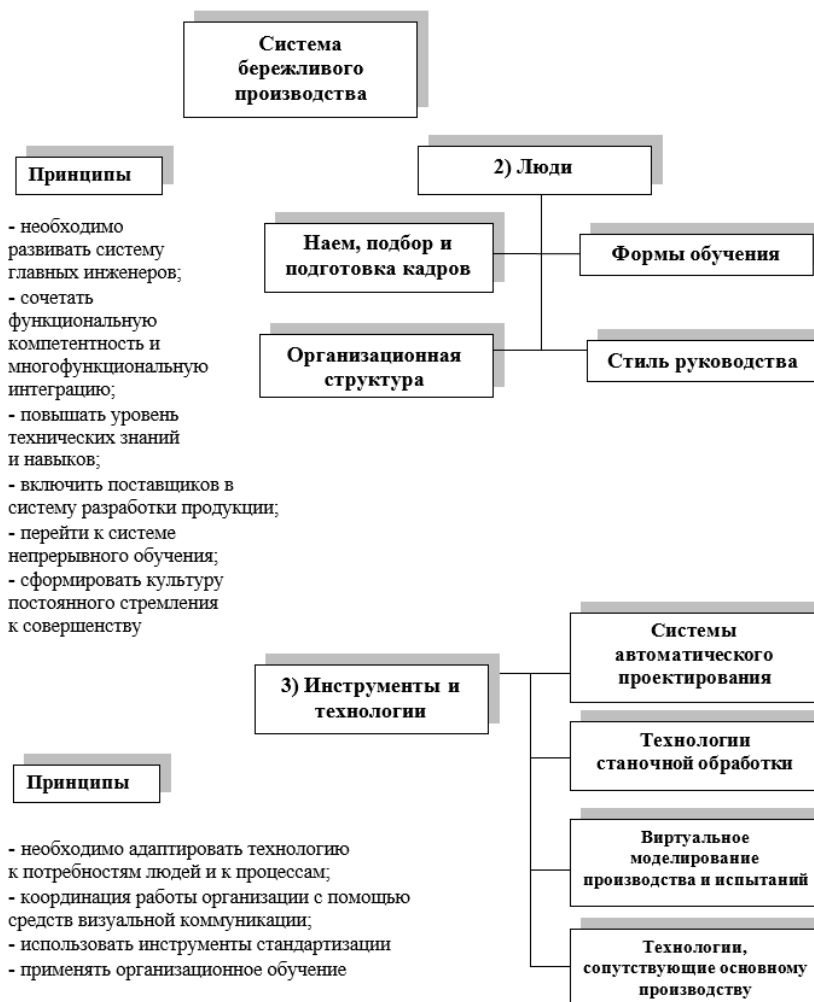 Система
бережливого
производства
Принципы
2) Люди
- необходимо
развивать систему
главных инженеров;
- сочетать
функциональную
компетентность и
многофункциональную
интеграцию;
- повышать уровень
технических знаний
и навыков;
- включить поставщиков в
систему разработки продукции;
- перейти к системе
непрерывного обучения;
- сформировать культуру
постоянного стремления
к совершенству
Наем, подбор и
подготовка кадров
Формы обучения
Организационная
структура
Стиль руководства
3) Инструменты и
технологии
Системы
автоматического
проектирования
Технологии
станочной обработки
Виртуальное
моделирование
производства и испытаний
Технологии,
сопутствующие основному
производству
Принципы
- необходимо адаптировать технологию
к потребностям людей и к процессам;
- координация работы организации с помощью
средств визуальной коммуникации;
- использовать инструменты стандартизации
- применять организационное обучение